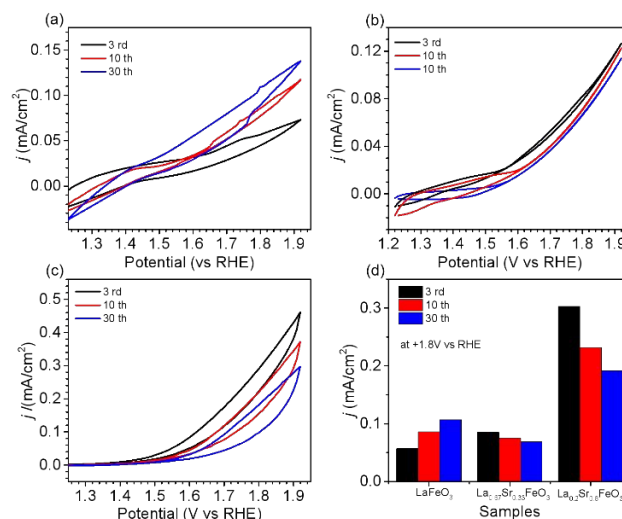 (a)
3 rd
10 th
30 th
0.15
0.10
0.05
0.00
j (mA/cm²)
1.3 1.4 1.5 1.6 1.7 1.8 1.9
Potential (vs RHE)
(b)
3 rd
10 th
10 th
0.12
0.08
0.04
0.00
j (mA/cm²)
1.2 1.3 1.4 1.5 1.6 1.7 1.8 1.9
Potential (V vs RHE)
(c)
3 rd
10 th
30 th
0.5
0.4
0.3
0.2
0.1
0.0
j /(mA/cm²)
1.3 1.4 1.5 1.6 1.7 1.8 1.9
Potential (V vs RHE)
(d)
3 rd
10 th
30 th
at +1.8V vs RHE
0.3
0.2
0.1
0.0
j (mA/cm²)
LaFeO₃ La₀.₆₇Sr₀.₃₃FeO₃ La₀.₂Sr₀.₈FeO₃
Samples